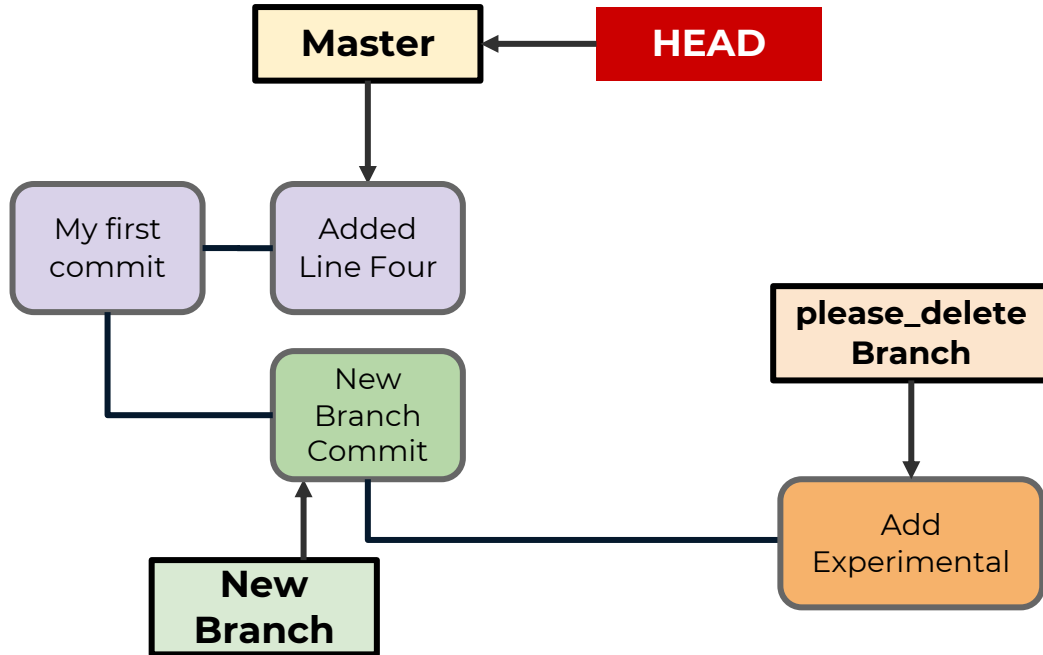 Master
HEAD
My first
commit
Added
Line Four
please_delete
Branch
New
Branch
Commit
Add
Experimental
New
Branch